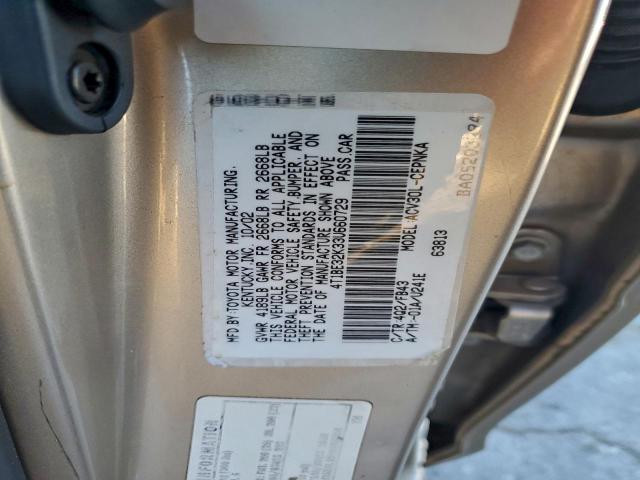 MFD BY TOYOTA MOTOR MANUFACTURING,
KENTUCKY INC. 10/02
GVWR 4189LB GAWR FR 2668LB RR 2668LB
THIS VEHICLE CONFORMS TO ALL APPLICABLE
FEDERAL MOTOR VEHICLE SAFETY, BUMPER, AND
THEFT PREVENTION STANDARDS IN EFFECT ON
THE DATE OF MANUFACTURE SHOWN ABOVE
4T1BE32K33U660729 PASS.CAR
C/TR:4Q2/FB43
A/TM:-01A/U241E
MODEL:ACV30L-CEPNKA
63813
INFORMATION